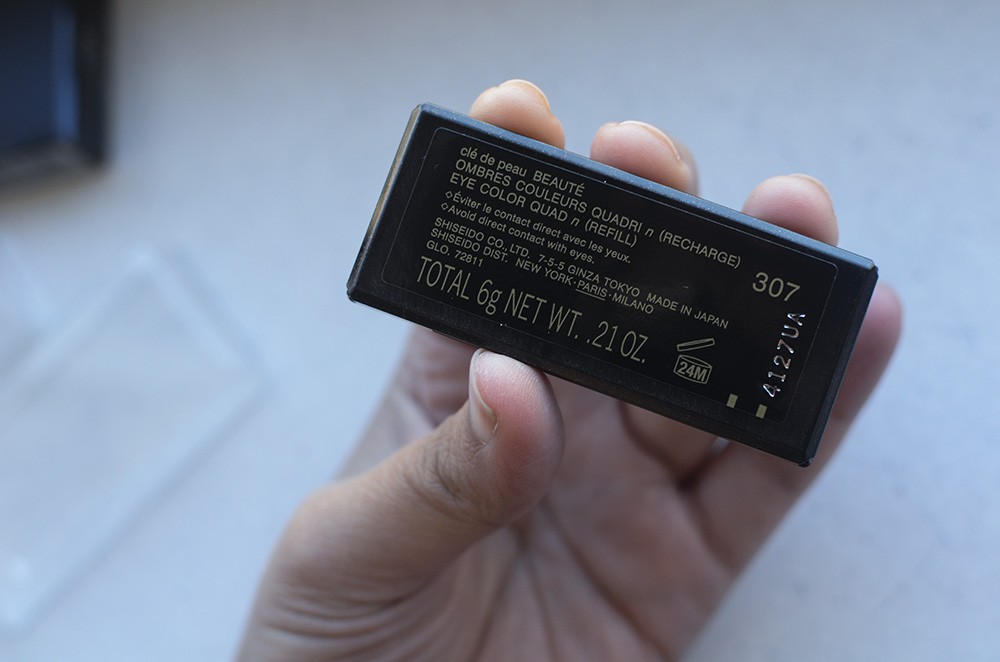 clé de peau BEAUTÉ
OMBRES COULEURS QUADRI n (RECHARGE)
EYE COLOR QUAD n (REFILL)
◇Éviter le contact direct avec les yeux.
◇Avoid direct contact with eyes.
SHISEIDO CO., LTD. 7-5-5 GINZA TOKYO MADE IN JAPAN
SHISEIDO DIST. NEW YORK·PARIS·MILANO
GLO. 72811
TOTAL 6g NET WT. .21 OZ.
307
24M
4127UA